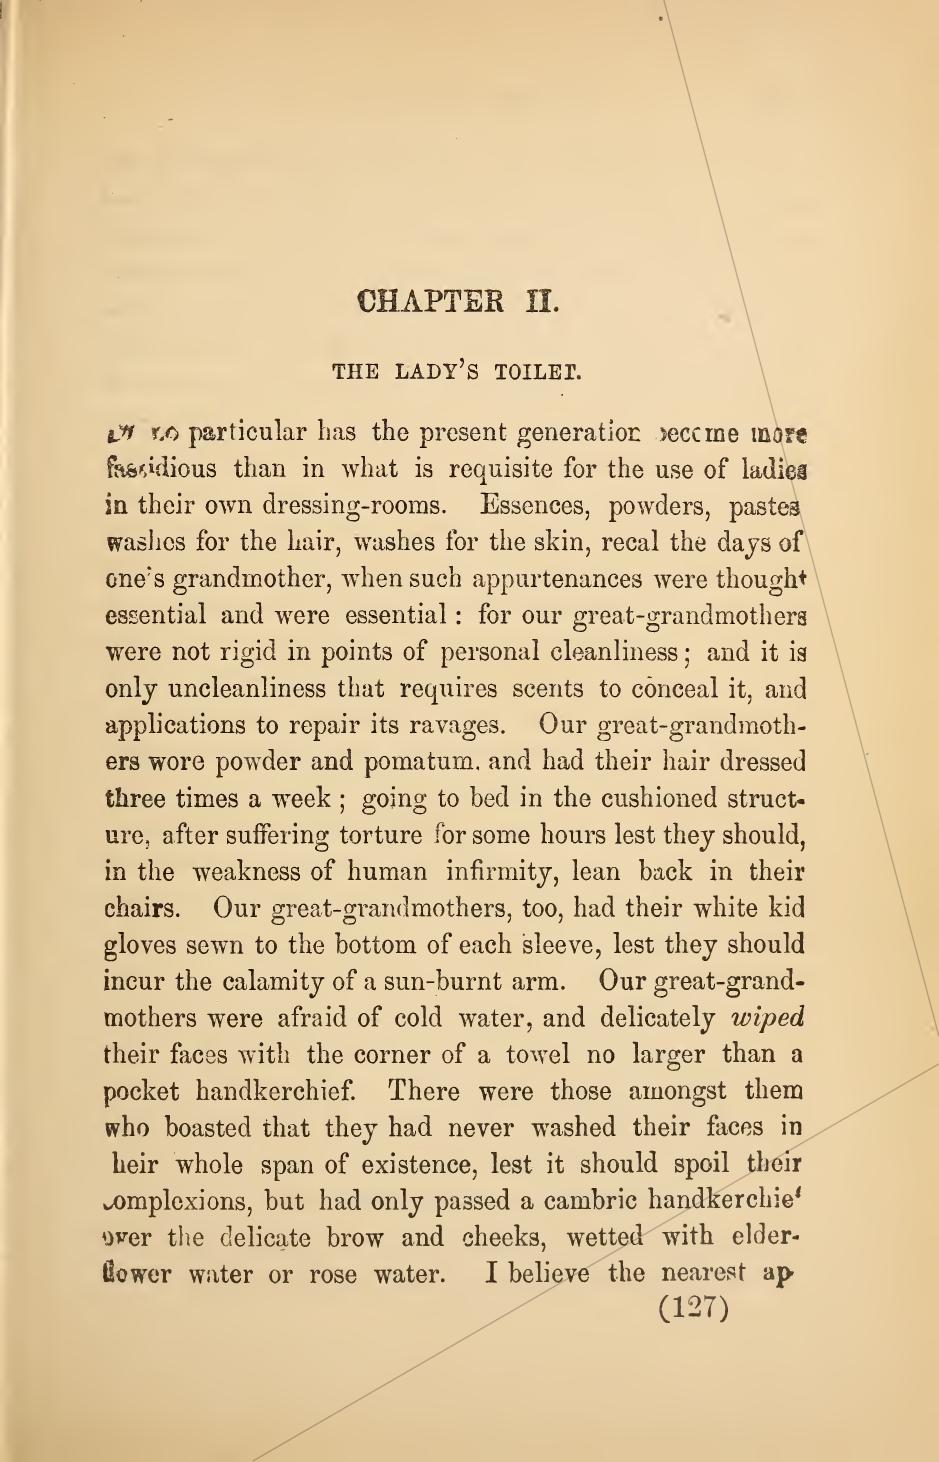 CHAPTER II.
THE LADY'S TOILET.
particular has the present generation more
fastidious than in what is requisite for the use of ladies
in their own dressing-rooms. Essences, powders, pastes
washes for the hair, washes for the skin, recal the days of
one's grandmother, when such appurtenances were thought
essential and were essential: for our great-grandmothers
were not rigid in points of personal cleanliness; and it is
only uncleanliness that requires scents to conceal it, and
applications to repair its ravages. Our great-grandmoth-
ers wore powder and pomatum. and had their hair dressed
three times a week; going to bed in the cushioned struct-
ure, after suffering torture for some hours lest they should,
in the weakness of human infirmity, lean back in their
chairs. Our great-grandmothers, too, had their white kid
gloves sewn to the bottom of each sleeve, lest they should
incur the calamity of a sun-burnt arm. Our great-grand-
mothers were afraid of cold water, and delicately wiped
their faces with the corner of a towel no larger than a
pocket handkerchief. There were those amongst them
who boasted that they had never washed their faces in
heir whole span of existence, lest it should spoil their
complexions, but had only passed a cambric handkerchief
over the delicate brow and cheeks, wetted with elder-
flower water or rose water. I believe the nearest ap-
(127)